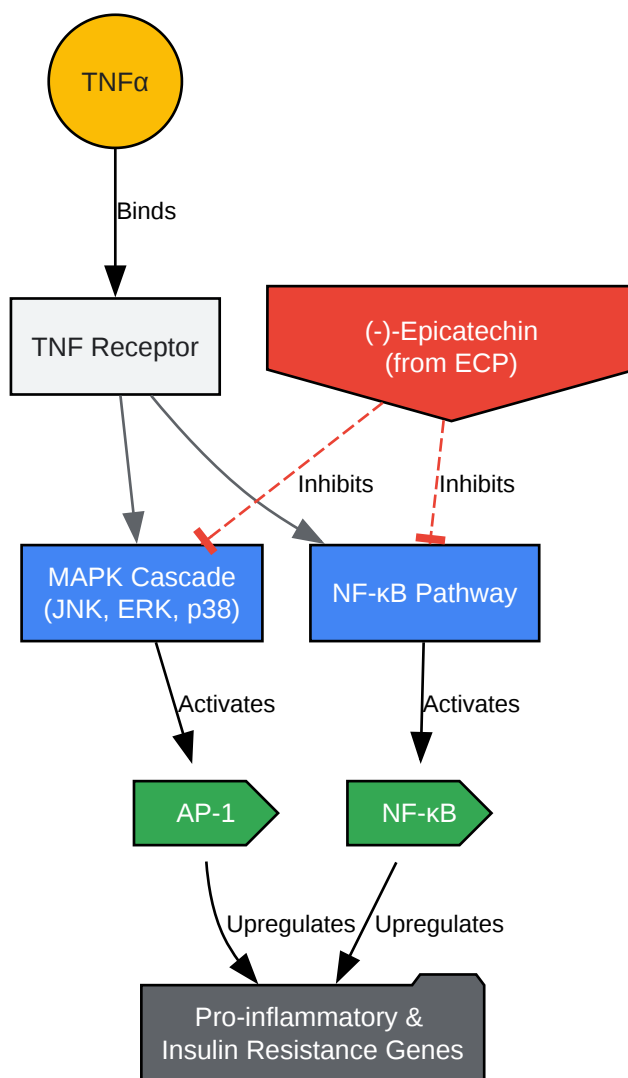 TNFα
Binds
TNF Receptor
(-)-Epicatechin
(from ECP)
Inhibits
Inhibits
MAPK Cascade
(JNK, ERK, p38)
NF-κB Pathway
Activates
Activates
AP-1
NF-κB
Upregulates
Upregulates
Pro-inflammatory &
Insulin Resistance Genes